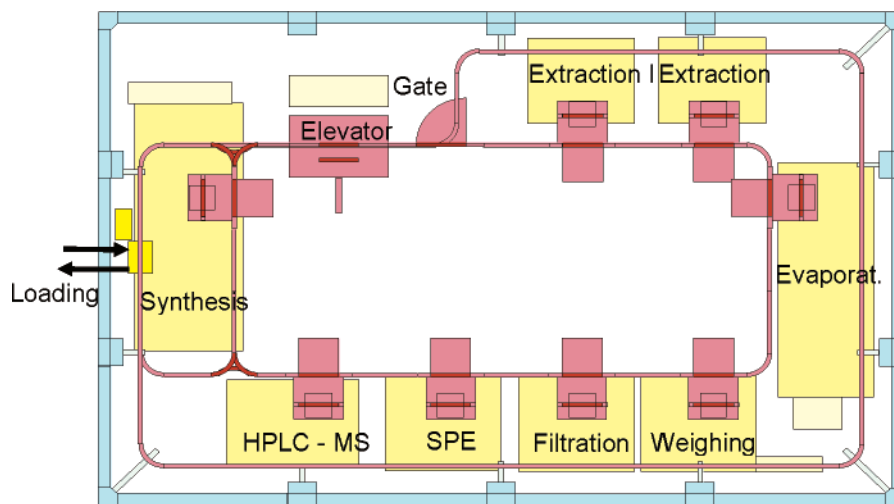 Gate
Extraction I
Extraction
Elevator
Loading
Synthesis
Evaporat.
HPLC - MS
SPE
Filtration
Weighing